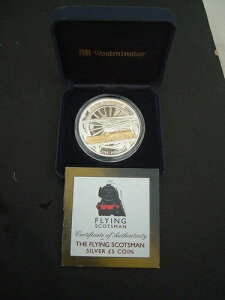 Westminster
FLYING
SCOTSMAN
Certificate of Authenticity
THE FLYING SCOTSMAN
SILVER £5 COIN